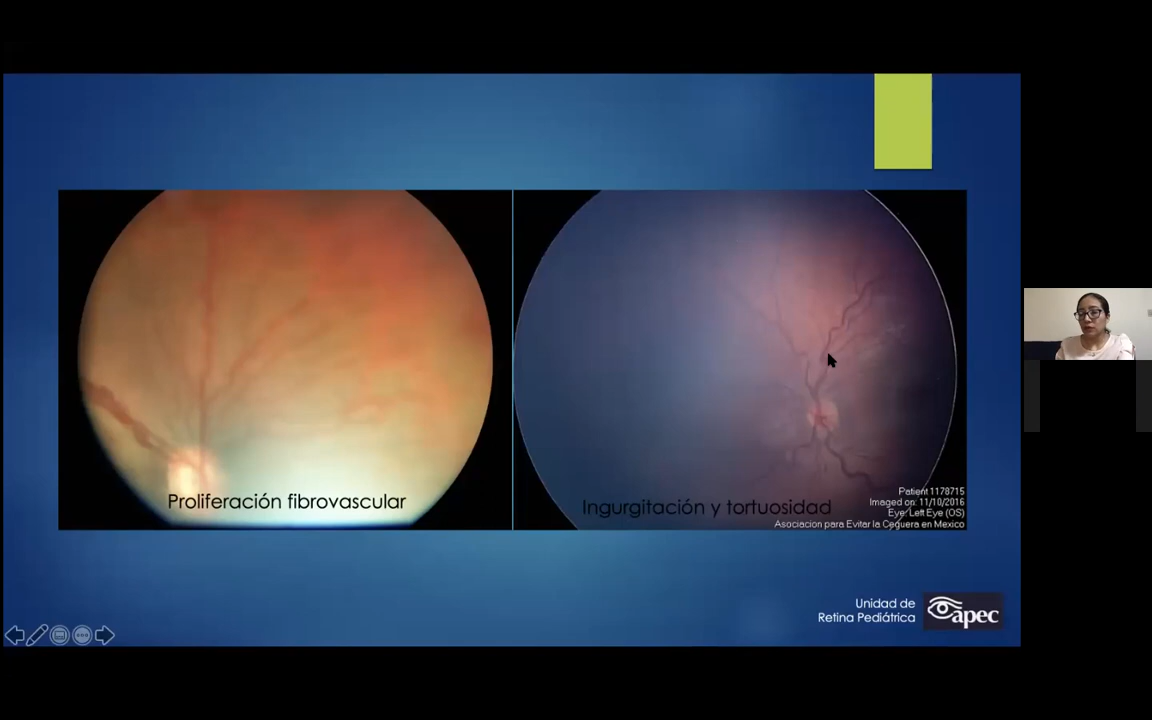 Proliferación fibrovascular
Ingurgitación y tortuosidad
Patient 1178715
Imaged on: 11/10/2016
Eye: Left Eye (OS)
Asociacion para Evitar la Ceguera en Mexico
Unidad de
Retina Pediátrica
apec